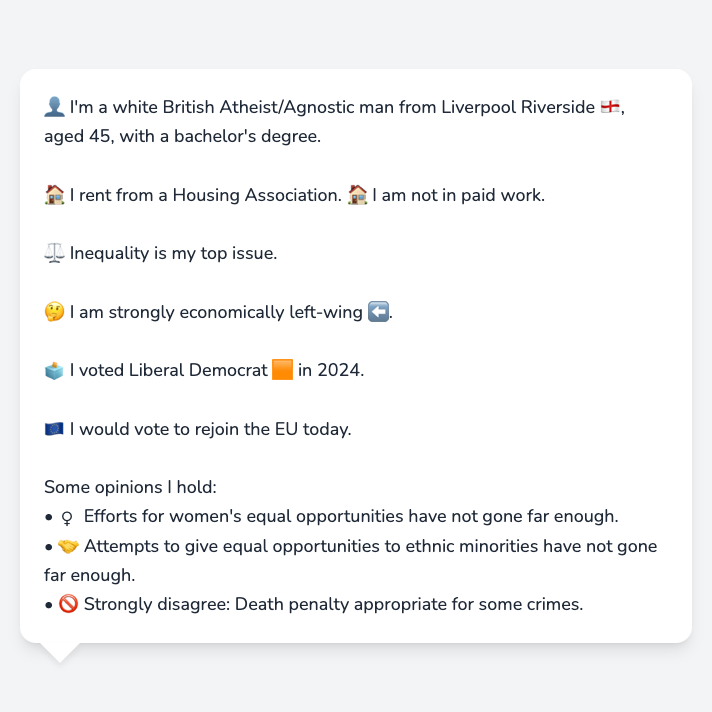 👤 I'm a white British Atheist/Agnostic man from Liverpool Riverside 🏴󠁧󠁢󠁥󠁮󠁧󠁿,
aged 45, with a bachelor's degree.
🏠 I rent from a Housing Association. 🏠 I am not in paid work.
⚖️ Inequality is my top issue.
🤔 I am strongly economically left-wing ⬅️.
🗳️ I voted Liberal Democrat 🟧 in 2024.
🇪🇺 I would vote to rejoin the EU today.
Some opinions I hold:
• ♀ Efforts for women's equal opportunities have not gone far enough.
• 🤝 Attempts to give equal opportunities to ethnic minorities have not gone
far enough.
• 🚫 Strongly disagree: Death penalty appropriate for some crimes.